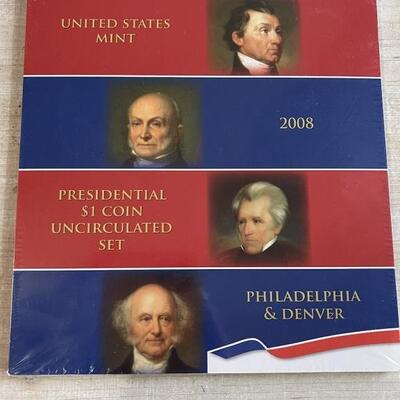 UNITED STATES
MINT
2008
PRESIDENTIAL
$1 COIN
UNCIRCULATED
SET
PHILADELPHIA
& DENVER